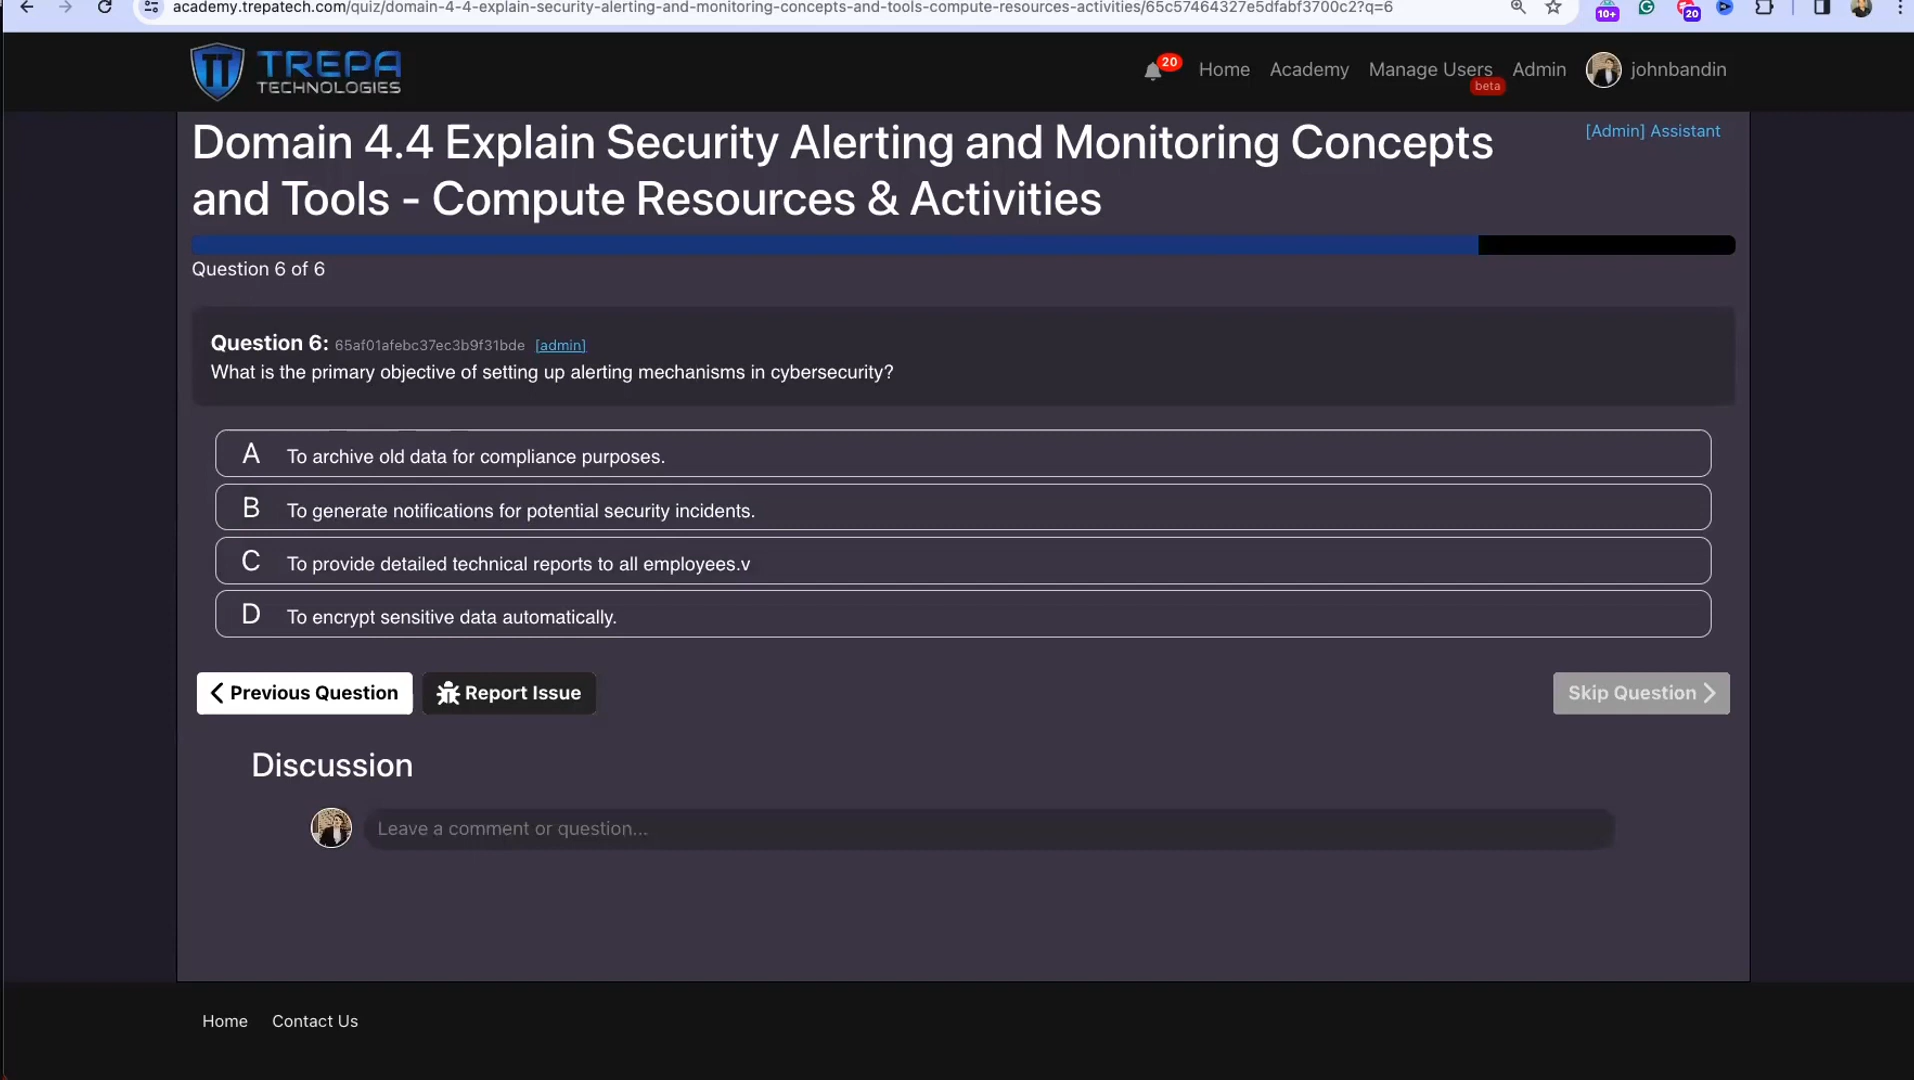 academy.trepatech.com/quiz/domain-4-4-explain-security-alerting-and-monitoring-concepts-and-tools-compute-resources-activities/65c57464327e5dfabf3700c2?q=6
10+
20
TREPA
TECHNOLOGIES
20
Home
Academy
Manage Users
beta
Admin
johnbandin
Domain 4.4 Explain Security Alerting and Monitoring Concepts
and Tools - Compute Resources & Activities
[Admin] Assistant
Question 6 of 6
Question 6: 65af01afebc37ec3b9f31bde [admin]
What is the primary objective of setting up alerting mechanisms in cybersecurity?
A To archive old data for compliance purposes.
B To generate notifications for potential security incidents.
C To provide detailed technical reports to all employees.v
D To encrypt sensitive data automatically.
Previous Question
Report Issue
Skip Question
Discussion
Leave a comment or question...
Home
Contact Us